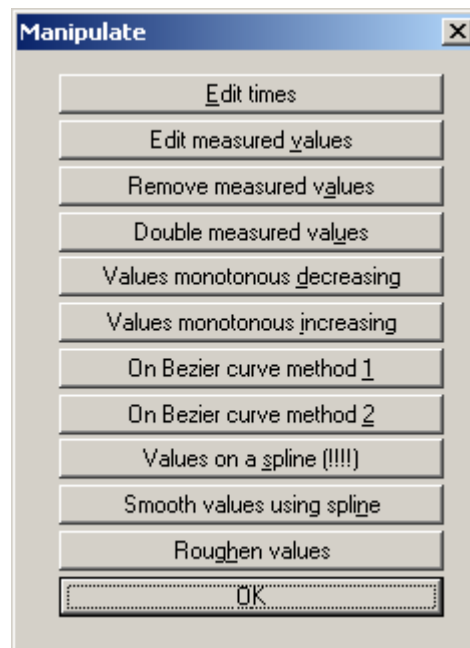 Manipulate
Edit times
Edit measured values
Remove measured values
Double measured values
Values monotonous decreasing
Values monotonous increasing
On Bezier curve method 1
On Bezier curve method 2
Values on a spline (!!!!)
Smooth values using spline
Roughen values
OK